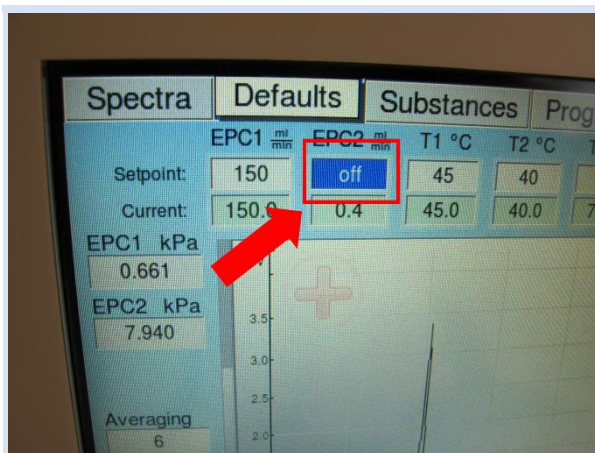 Spectra Defaults Substances Prog
EPC1 ml/min EPC2 ml/min T1 °C T2 °C T
Setpoint: 150 off 45 40
Current: 150.0 0.4 45.0 40.0 7
EPC1 kPa
0.661
EPC2 kPa
7.940
3.5
3.0
2.5
Averaging
6
2.0